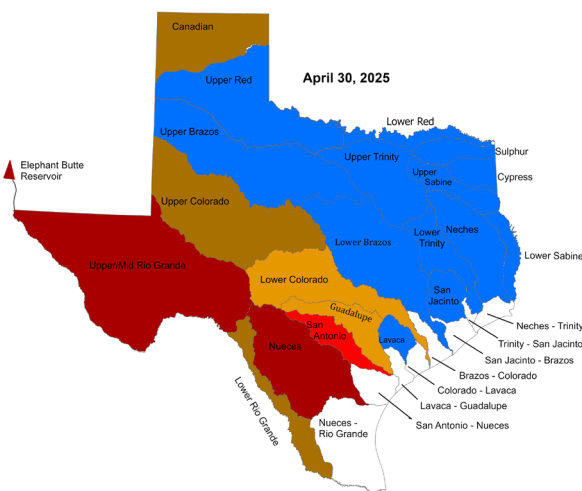 Canadian
April 30, 2025
Upper Red
Lower Red
Upper Brazos
Sulphur
Upper Trinity
Elephant Butte
Reservoir
Upper
Sabine
Cypress
Upper Colorado
Neches
Lower
Trinity
Lower Brazos
Lower Sabine
Upper/Mid Rio Grande
Lower Colorado
San
Jacinto
Guadalupe
San
Antonio
Neches - Trinity
Lavaca
Nueces
Trinity - San Jacinto
San Jacinto - Brazos
Brazos - Colorado
Colorado - Lavaca
Lower Rio Grande
Lavaca - Guadalupe
Nueces -
Rio Grande
San Antonio - Nueces